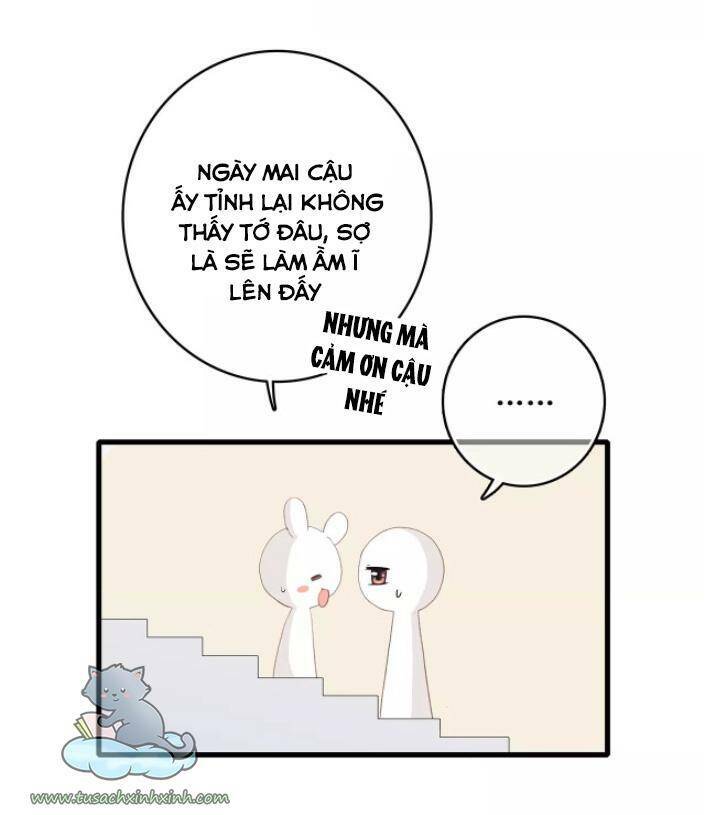 NGÀY MAI CẬU
ẤY TỈNH LẠI KHÔNG
THẤY TỚ ĐÂU, SỢ
LÀ SẼ LÀM ẦM Ĩ
LÊN ĐẤY
NHƯNG MÀ
CẢM ƠN CẬU
NHÉ
......
www.tusachxinhxinh.com